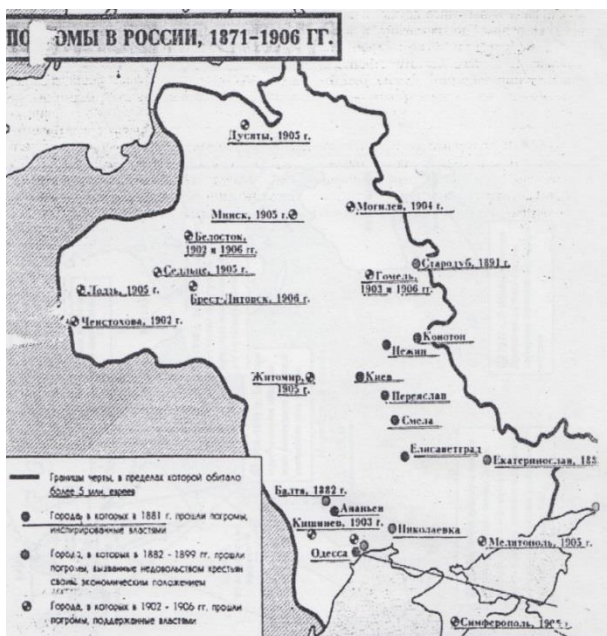 В РОССИИ, 1871-1906 ГГ.
Дусяты, 1905 г.
Минск, 1905 г.
Могилев, 1904 г.
Белосток,
1902 и 1906 гг.
Седльце, 1905 г.
Стародуб, 1891 г.
Гомель,
1903 и 1906 гг.
Лодзь, 1905 г.
Брест-Литовск, 1906 г.
Ченстохова, 1902 г.
Конотоп
Нежин
Житомир,
1905 г.
Киев
Переяслав
Смела
Елисаветград
Екатеринослав,
Границы черты, в пределах которой обитало
более 5 млн. евреев
Балта, 1882 г.
Ананьев
Города, в которых в 1881 г. прошли погромы,
инспирированные властями
Кишинев, 1903 г.
Николаевка
Одесса
Мелитополь, 1905 г.
Города, в которых в 1882 - 1899 гг. прошли
погромы, вызванные недовольством крестьян
своим экономическим положением
Города, в которых в 1902 - 1906 гг. прошли
погромы, поддержанные властями
Симферополь,